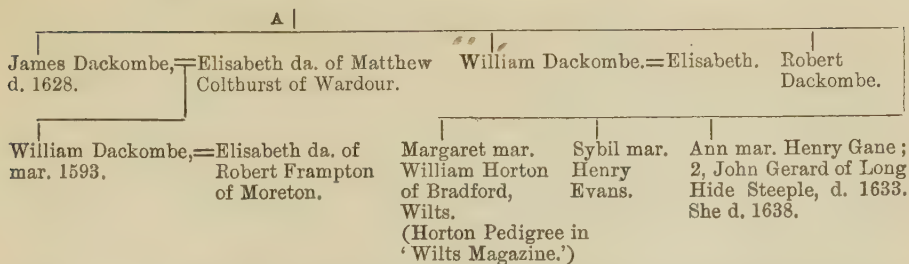 A
James Dackombe,=Elisabeth da. of Matthew
d. 1628. Coltburst of Wardour.
William Dackombe.=Elisabeth.
Robert
Dackombe.
William Dackombe,=Elisabeth da. of
mar. 1593. Robert Frampton
of Moreton.
Margaret mar.
William Horton
of Bradford,
Wilts.
(Horton Pedigree in
‘Wilts Magazine.’)
Sybil mar.
Henry
Evans.
Ann mar. Henry Gane;
2, John Gerard of Long
Hide Steeple, d. 1633.
She d. 1638.